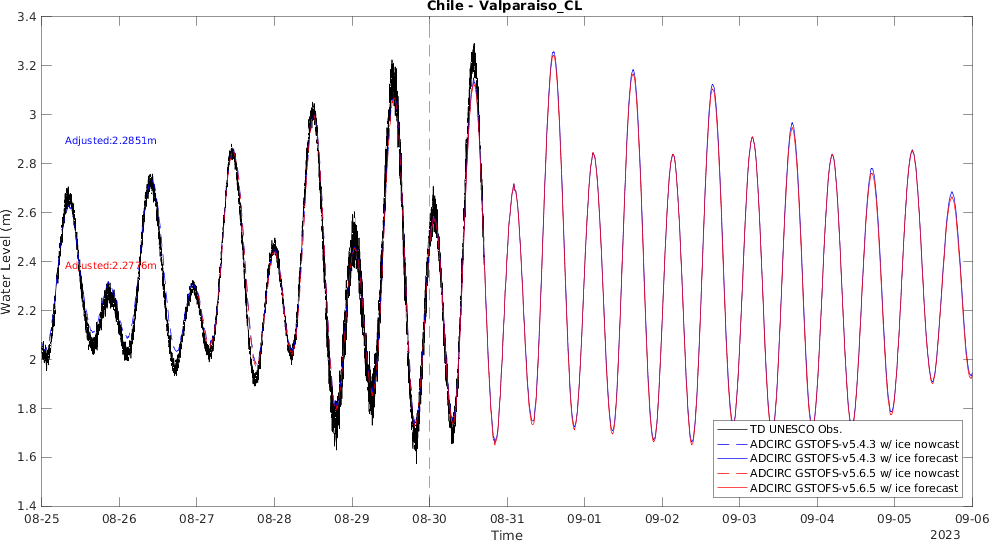 Chile - Valparaiso_CL
3.4
3.2
3
2.8
2.6
2.4
2.2
2
1.8
1.6
1.4
Water Level (m)
Adjusted:2.2851m
Adjusted:2.2776m
TD UNESCO Obs.
ADCIRC GSTOFS-v5.4.3 w/ ice nowcast
ADCIRC GSTOFS-v5.4.3 w/ ice forecast
ADCIRC GSTOFS-v5.6.5 w/ ice nowcast
ADCIRC GSTOFS-v5.6.5 w/ ice forecast
08-25 08-26 08-27 08-28 08-29 08-30 08-31 09-01 09-02 09-03 09-04 09-05 09-06
Time
2023